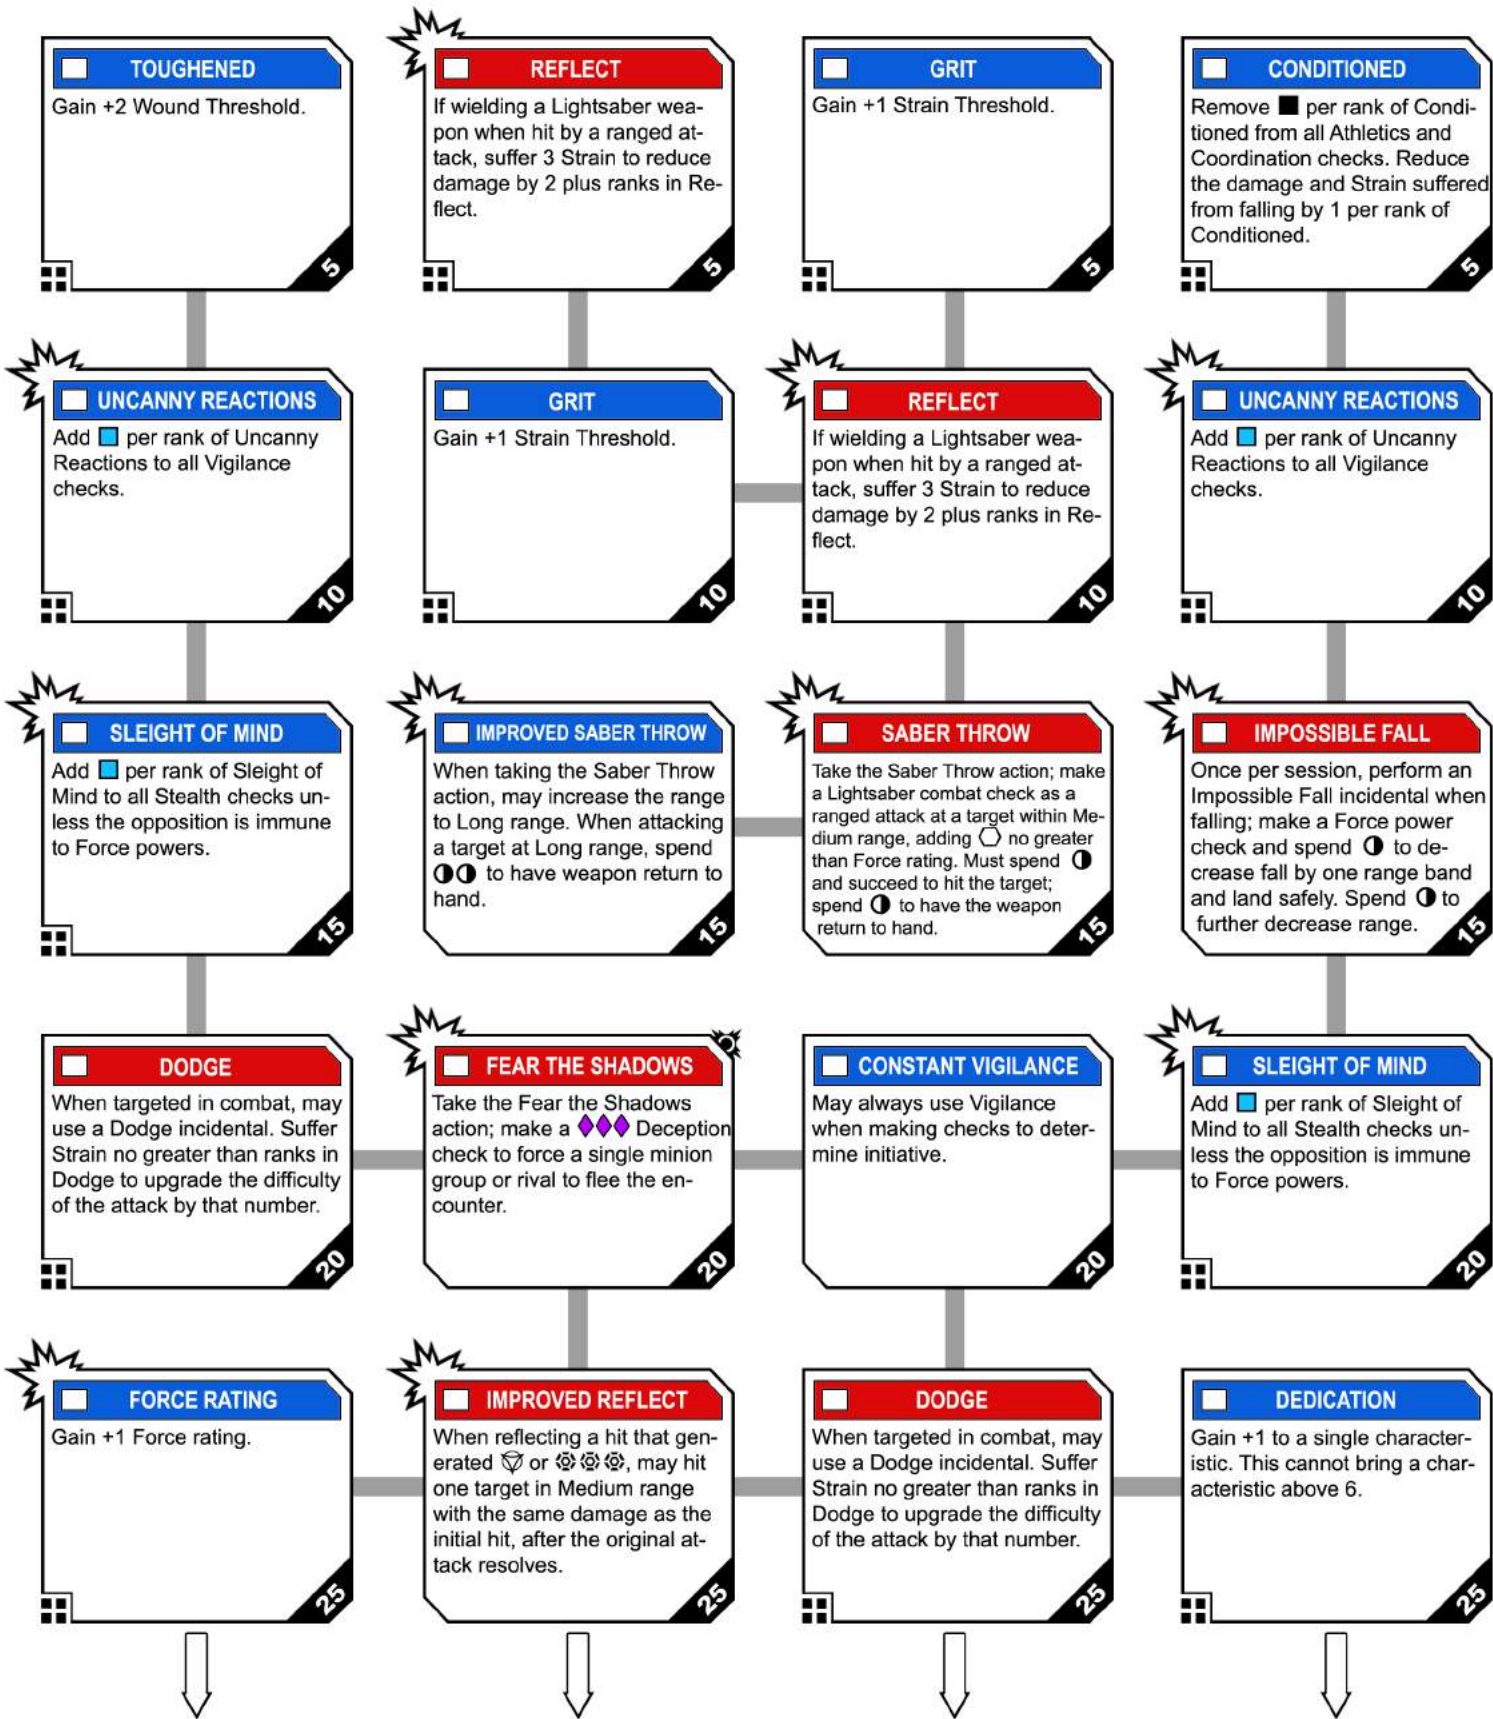 TOUGHENED
Gain +2 Wound Threshold.
5
REFLECT
If wielding a Lightsaber wea-
pon when hit by a ranged at-
tack, suffer 3 Strain to reduce
damage by 2 plus ranks in Re-
flect.
5
GRIT
Gain +1 Strain Threshold.
5
CONDITIONED
Remove per rank of Condi-
tioned from all Athletics and
Coordination checks. Reduce
the damage and Strain suffered
from falling by 1 per rank of
Conditioned.
5
UNCANNY REACTIONS
Add per rank of Uncanny
Reactions to all Vigilance
checks.
10
GRIT
Gain +1 Strain Threshold.
10
REFLECT
If wielding a Lightsaber wea-
pon when hit by a ranged at-
tack, suffer 3 Strain to reduce
damage by 2 plus ranks in Re-
flect.
10
UNCANNY REACTIONS
Add per rank of Uncanny
Reactions to all Vigilance
checks.
10
SLEIGHT OF MIND
Add per rank of Sleight of
Mind to all Stealth checks un-
less the opposition is immune
to Force powers.
15
IMPROVED SABER THROW
When taking the Saber Throw
action, may increase the range
to Long range. When attacking
a target at Long range, spend
to have weapon return to
hand.
15
SABER THROW
Take the Saber Throw action; make
a Lightsaber combat check as a
ranged attack at a target within Me-
dium range, adding no greater
than Force rating. Must spend
and succeed to hit the target;
spend to have the weapon
return to hand.
15
IMPOSSIBLE FALL
Once per session, perform an
Impossible Fall incidental when
falling; make a Force power
check and spend to de-
crease fall by one range band
and land safely. Spend to
further decrease range.
15
DODGE
When targeted in combat, may
use a Dodge incidental. Suffer
Strain no greater than ranks in
Dodge to upgrade the difficulty
of the attack by that number.
20
FEAR THE SHADOWS
Take the Fear the Shadows
action; make a Deception
check to force a single minion
group or rival to flee the en-
counter.
20
CONSTANT VIGILANCE
May always use Vigilance
when making checks to deter-
mine initiative.
20
SLEIGHT OF MIND
Add per rank of Sleight of
Mind to all Stealth checks un-
less the opposition is immune
to Force powers.
20
FORCE RATING
Gain +1 Force rating.
25
IMPROVED REFLECT
When reflecting a hit that gen-
erated or , may hit
one target in Medium range
with the same damage as the
initial hit, after the original at-
tack resolves.
25
DODGE
When targeted in combat, may
use a Dodge incidental. Suffer
Strain no greater than ranks in
Dodge to upgrade the difficulty
of the attack by that number.
25
DEDICATION
Gain +1 to a single character-
istic. This cannot bring a char-
acteristic above 6.
25